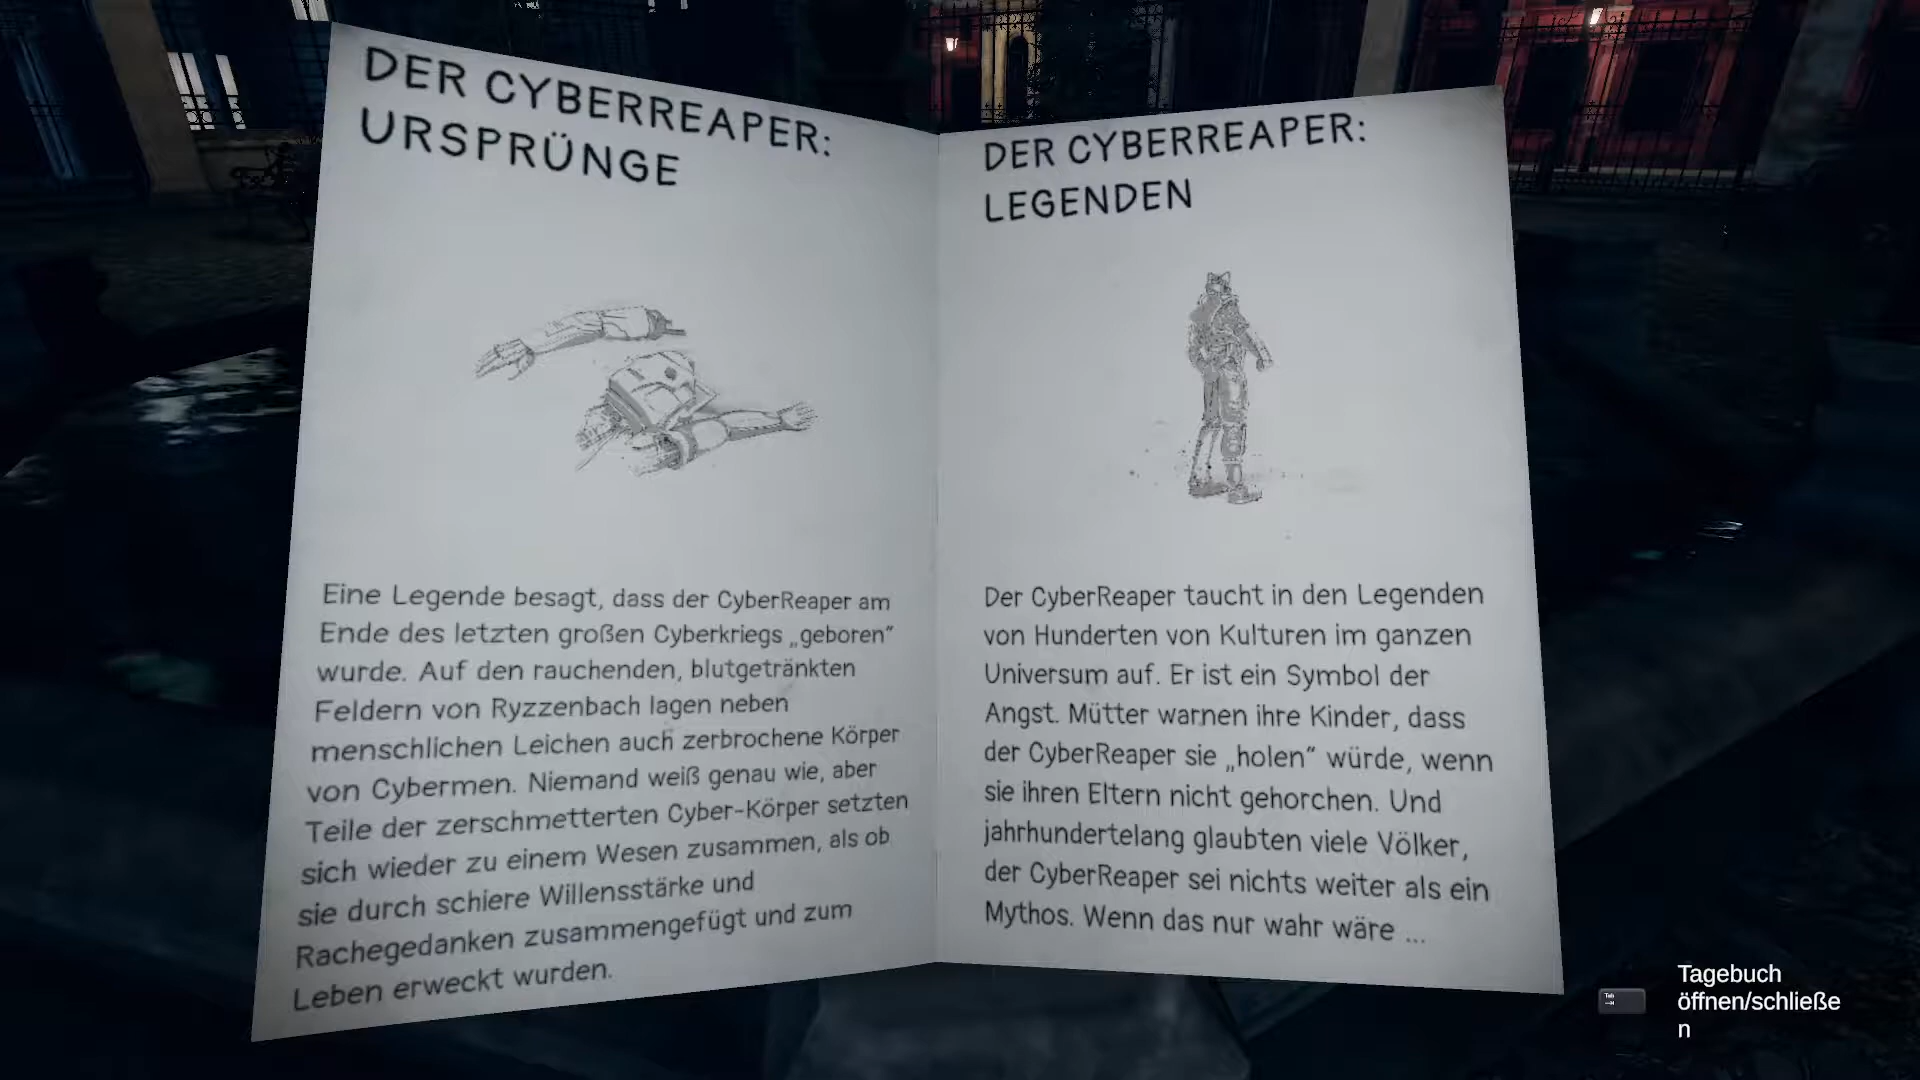 DER CYBERREAPER:
URSPRÜNGE
Eine Legende besagt, dass der CyberReaper am
Ende des letzten großen Cyberkriegs „geboren“
wurde. Auf den rauchenden, blutgetränkten
Feldern von Ryzzenbach lagen neben
menschlichen Leichen auch zerbrochene Körper
von Cybermen. Niemand weiß genau wie, aber
Teile der zerschmetterten Cyber-Körper setzten
sich wieder zu einem Wesen zusammen, als ob
sie durch schiere Willensstärke und
Rachegedanken zusammengefügt und zum
Leben erweckt wurden.
DER CYBERREAPER:
LEGENDEN
Der CyberReaper taucht in den Legenden
von Hunderten von Kulturen im ganzen
Universum auf. Er ist ein Symbol der
Angst. Mütter warnen ihre Kinder, dass
der CyberReaper sie „holen“ würde, wenn
sie ihren Eltern nicht gehorchen. Und
jahrhundertelang glaubten viele Völker,
der CyberReaper sei nichts weiter als ein
Mythos. Wenn das nur wahr wäre ...
Tab
Tagebuch
öffnen/schließe
n